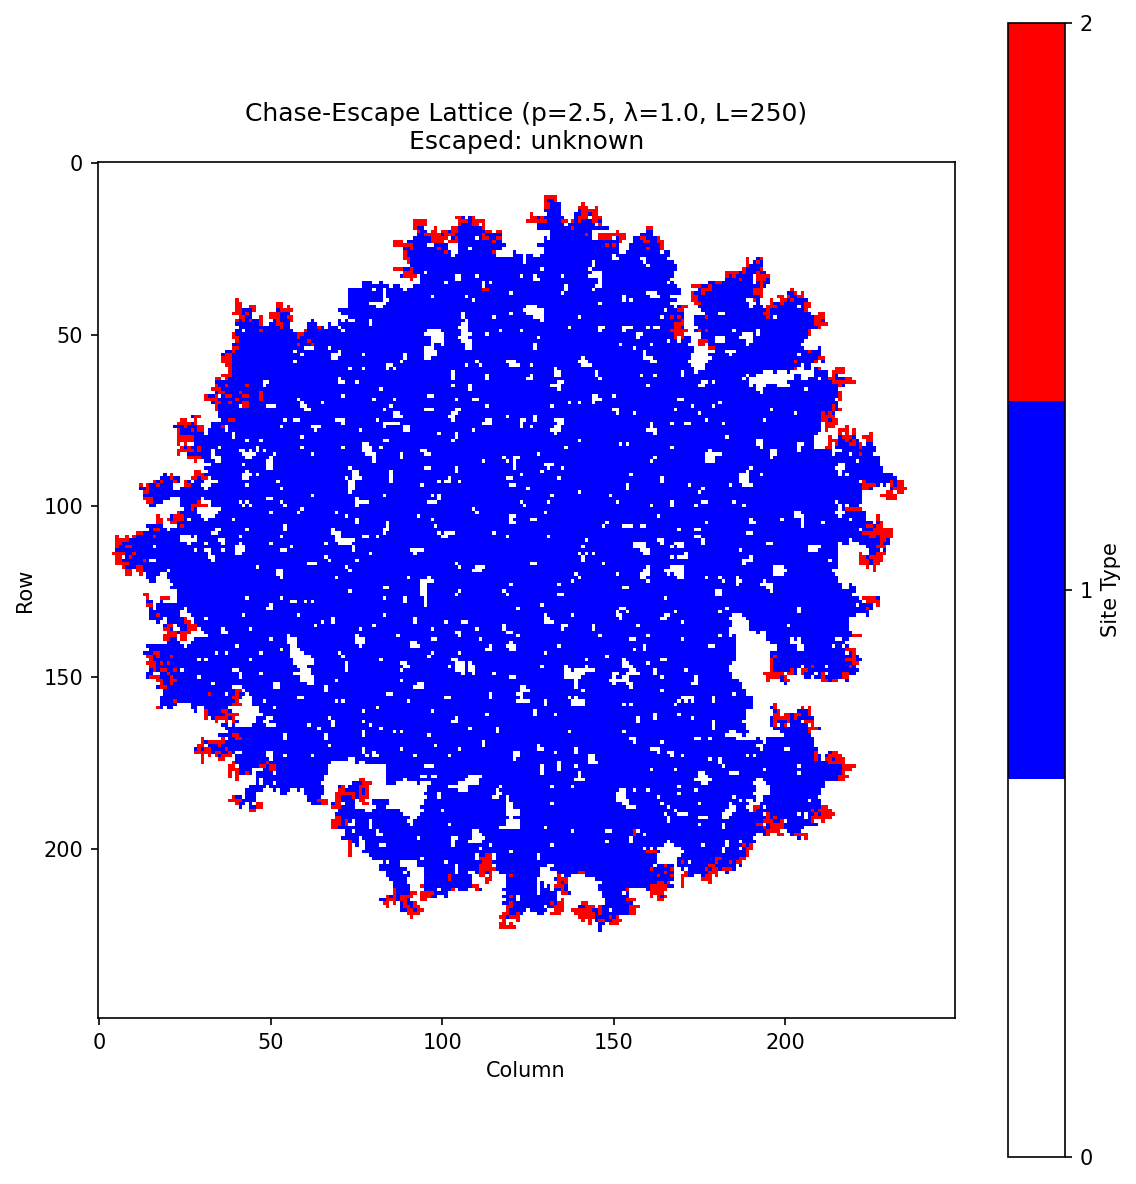 Chase-Escape Lattice (p=2.5, λ=1.0, L=250)
Escaped: unknown
0
50
100
150
200
Row
0
50
100
150
200
Column
2
1
0
Site Type